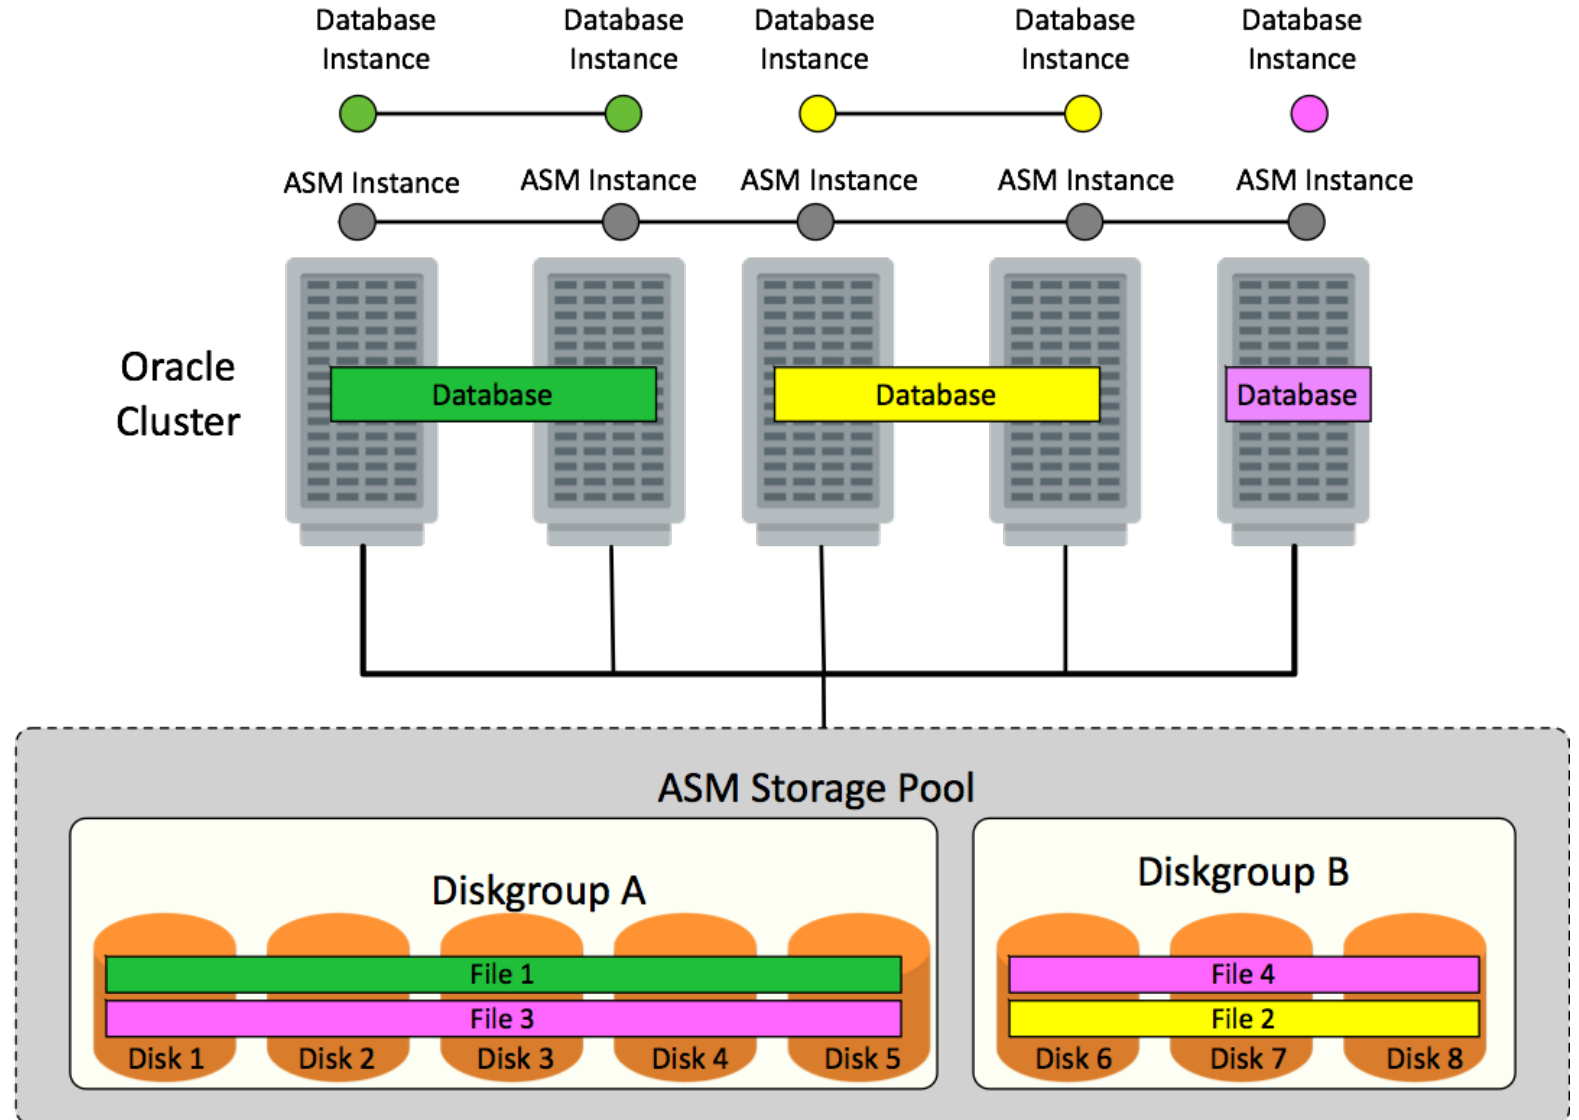 Database Instance
Database Instance
Database Instance
Database Instance
Database Instance
ASM Instance
ASM Instance
ASM Instance
ASM Instance
ASM Instance
Oracle
Cluster
Database
Database
Database
ASM Storage Pool
Diskgroup A
File 1
File 3
Disk 1
Disk 2
Disk 3
Disk 4
Disk 5
Diskgroup B
File 4
File 2
Disk 6
Disk 7
Disk 8